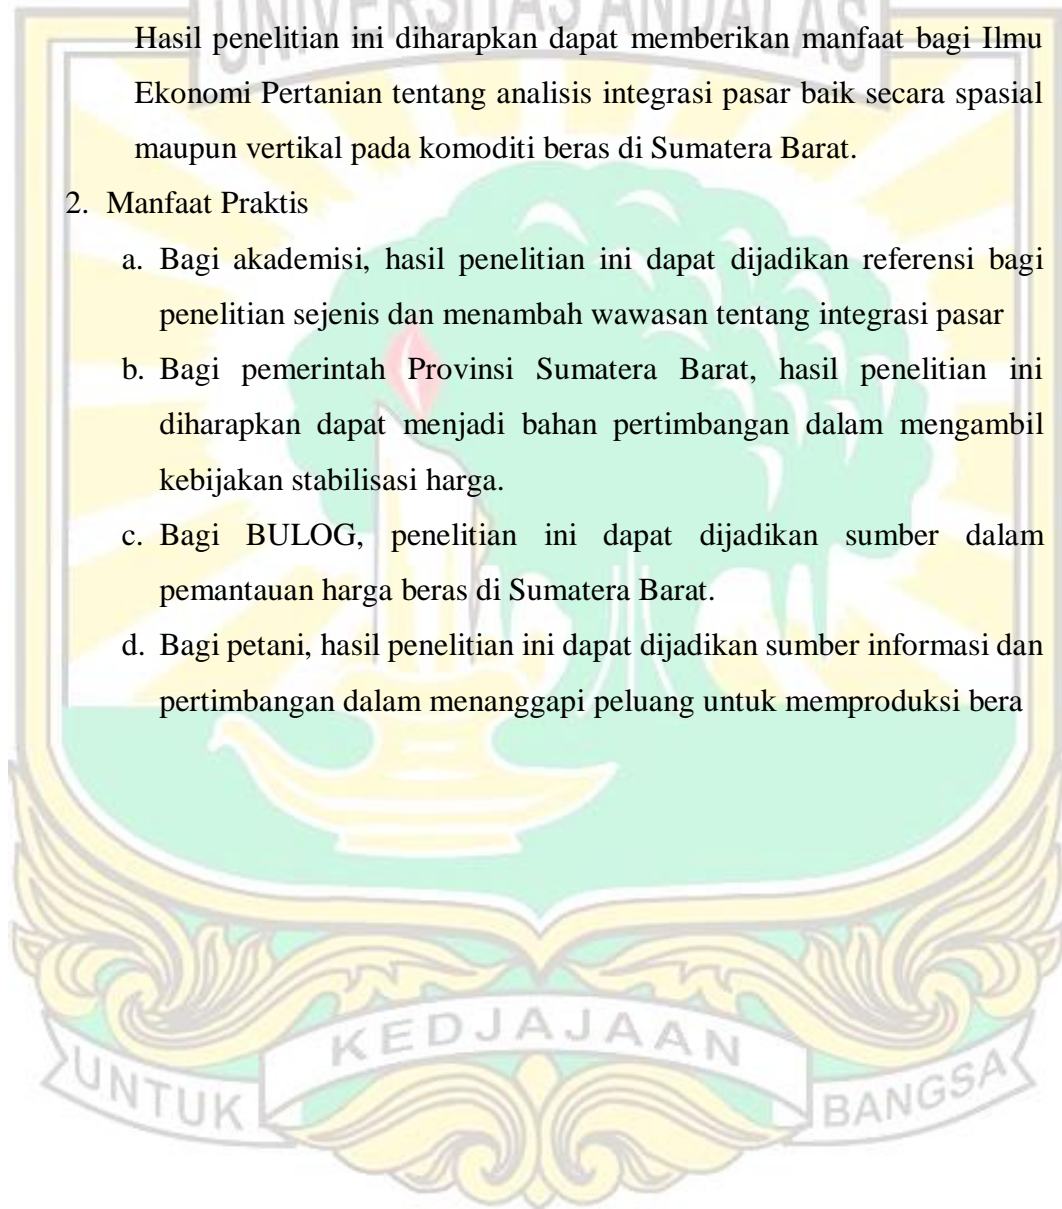 UNIVERSITAS ANDALAS
Hasil penelitian ini diharapkan dapat memberikan manfaat bagi Ilmu
Ekonomi Pertanian tentang analisis integrasi pasar baik secara spasial
maupun vertikal pada komoditi beras di Sumatera Barat.
2. Manfaat Praktis
a. Bagi akademisi, hasil penelitian ini dapat dijadikan referensi bagi
penelitian sejenis dan menambah wawasan tentang integrasi pasar
b. Bagi pemerintah Provinsi Sumatera Barat, hasil penelitian ini
diharapkan dapat menjadi bahan pertimbangan dalam mengambil
kebijakan stabilisasi harga.
c. Bagi BULOG, penelitian ini dapat dijadikan sumber dalam
pemantauan harga beras di Sumatera Barat.
d. Bagi petani, hasil penelitian ini dapat dijadikan sumber informasi dan
pertimbangan dalam menanggapi peluang untuk memproduksi bera
UNTUK KEDJAJAAN BANGSA